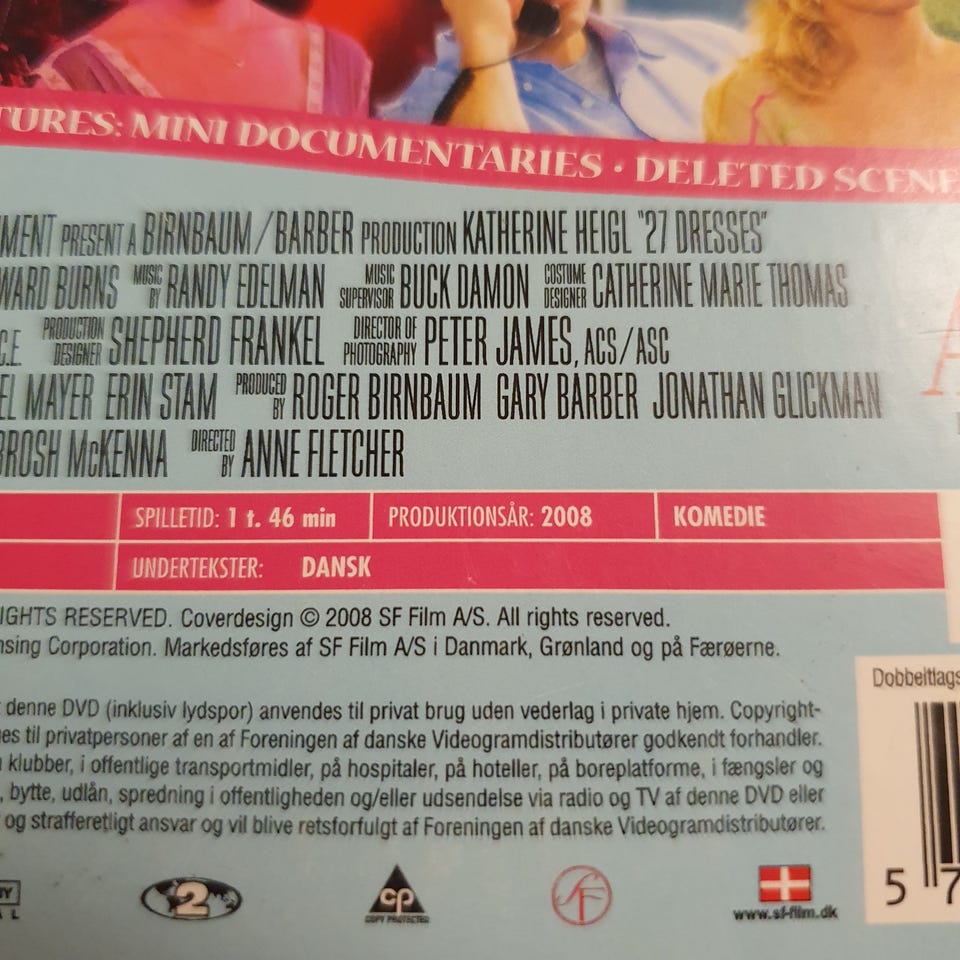 TURES: MINI DOCUMENTARIES · DELETED SCENE
MENT PRESENT A BIRNBAUM / BARBER PRODUCTION KATHERINE HEIGL "27 DRESSES"
WARD BURNS MUSIC BY RANDY EDELMAN MUSIC SUPERVISOR BUCK DAMON COSTUME DESIGNER CATHERINE MARIE THOMAS
C.E. PRODUCTION DESIGNER SHEPHERD FRANKEL DIRECTOR OF PHOTOGRAPHY PETER JAMES, ACS/ASC
EL MAYER ERIN STAM PRODUCED BY ROGER BIRNBAUM GARY BARBER JONATHAN GLICKMAN
BROSH McKENNA DIRECTED BY ANNE FLETCHER
SPILLETID: 1 t. 46 min PRODUKTIONSÅR: 2008 KOMEDIE
UNDERTEKSTER: DANSK
IGHTS RESERVED. Coverdesign © 2008 SF Film A/S. All rights reserved.
nsing Corporation. Markedsføres af SF Film A/S i Danmark, Grønland og på Færøerne.
Dobbeltlags
denne DVD (inklusiv lydspor) anvendes til privat brug uden vederlag i private hjem. Copyright-
es til privatpersoner af en af Foreningen af danske Videogramdistributører godkendt forhandler.
klubber, i offentlige transportmidler, på hospitaler, på hoteller, på boreplatforme, i fængsler og
, bytte, udlån, spredning i offentligheden og/eller udsendelse via radio og TV af denne DVD eller
og strafferetligt ansvar og vil blive retsforfulgt af Foreningen af danske Videogramdistributører.
2
cp
COPY PROTECTED
SF
www.sf-film.dk
5 7